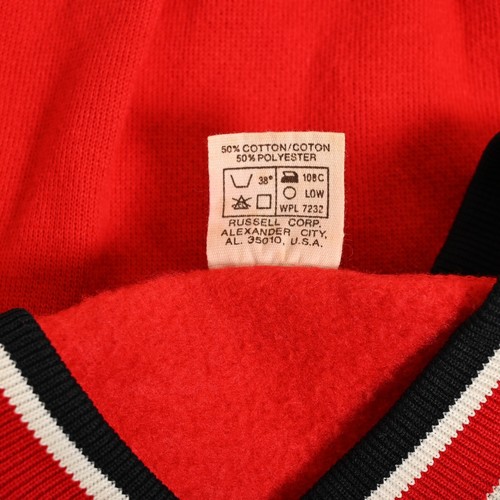 50% COTTON/COTON
50% POLYESTER
38° 108C
LOW
WPL 7232
RUSSELL CORP.
ALEXANDER CITY,
AL. 35010, U.S.A.